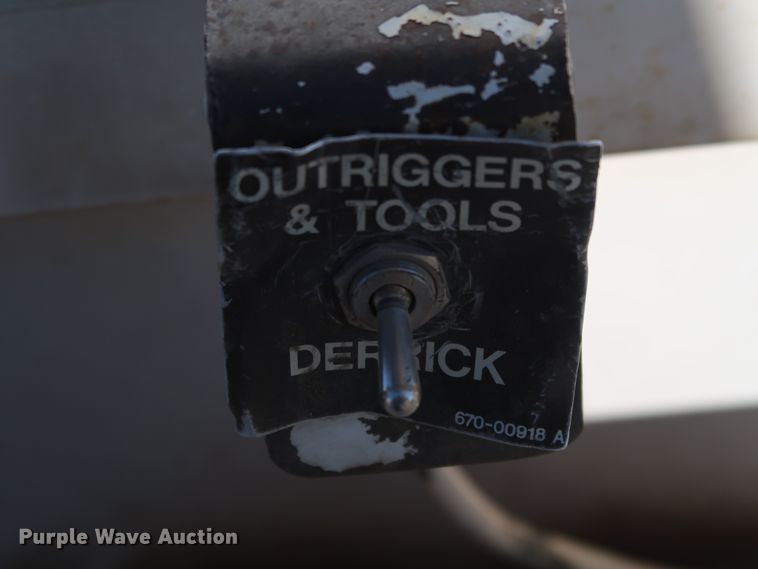 OUTRIGGERS
& TOOLS
DERRICK
670-00918 A
Purple Wave Auction